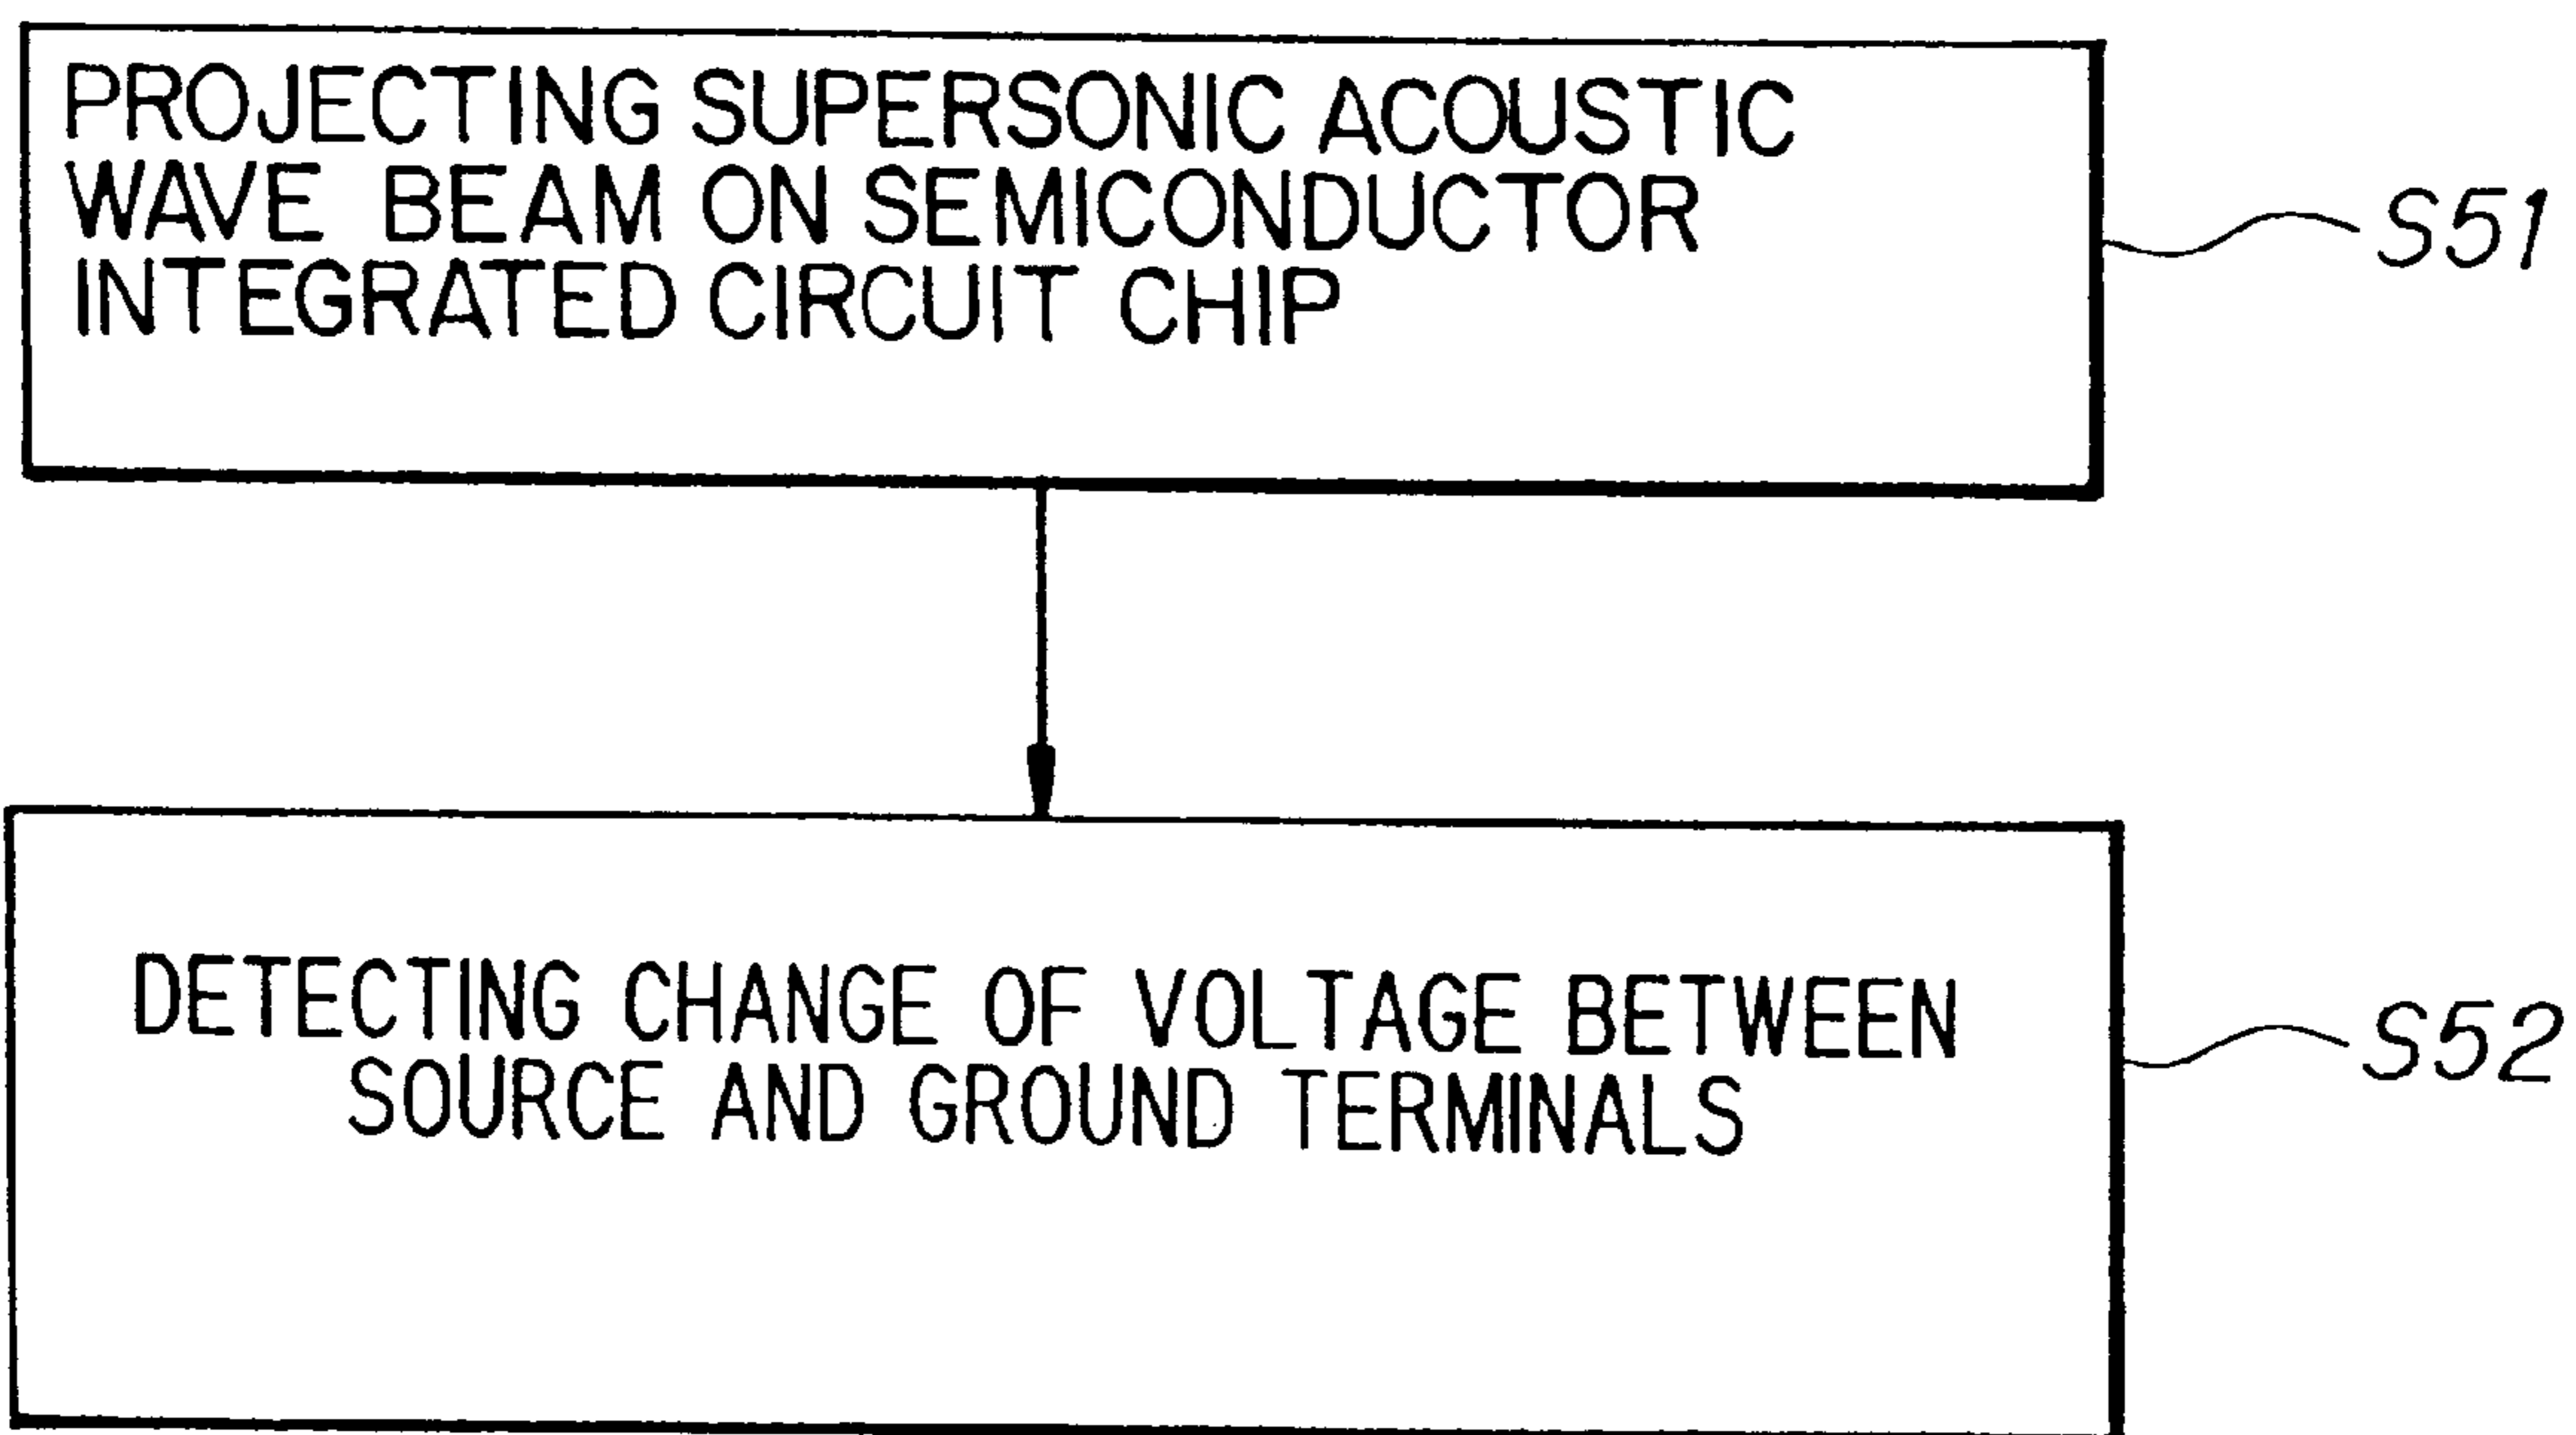 PROJECTING SUPERSONIC ACOUSTIC
WAVE BEAM ON SEMICONDUCTOR
INTEGRATED CIRCUIT CHIP
S51
DETECTING CHANGE OF VOLTAGE BETWEEN
SOURCE AND GROUND TERMINALS
S52